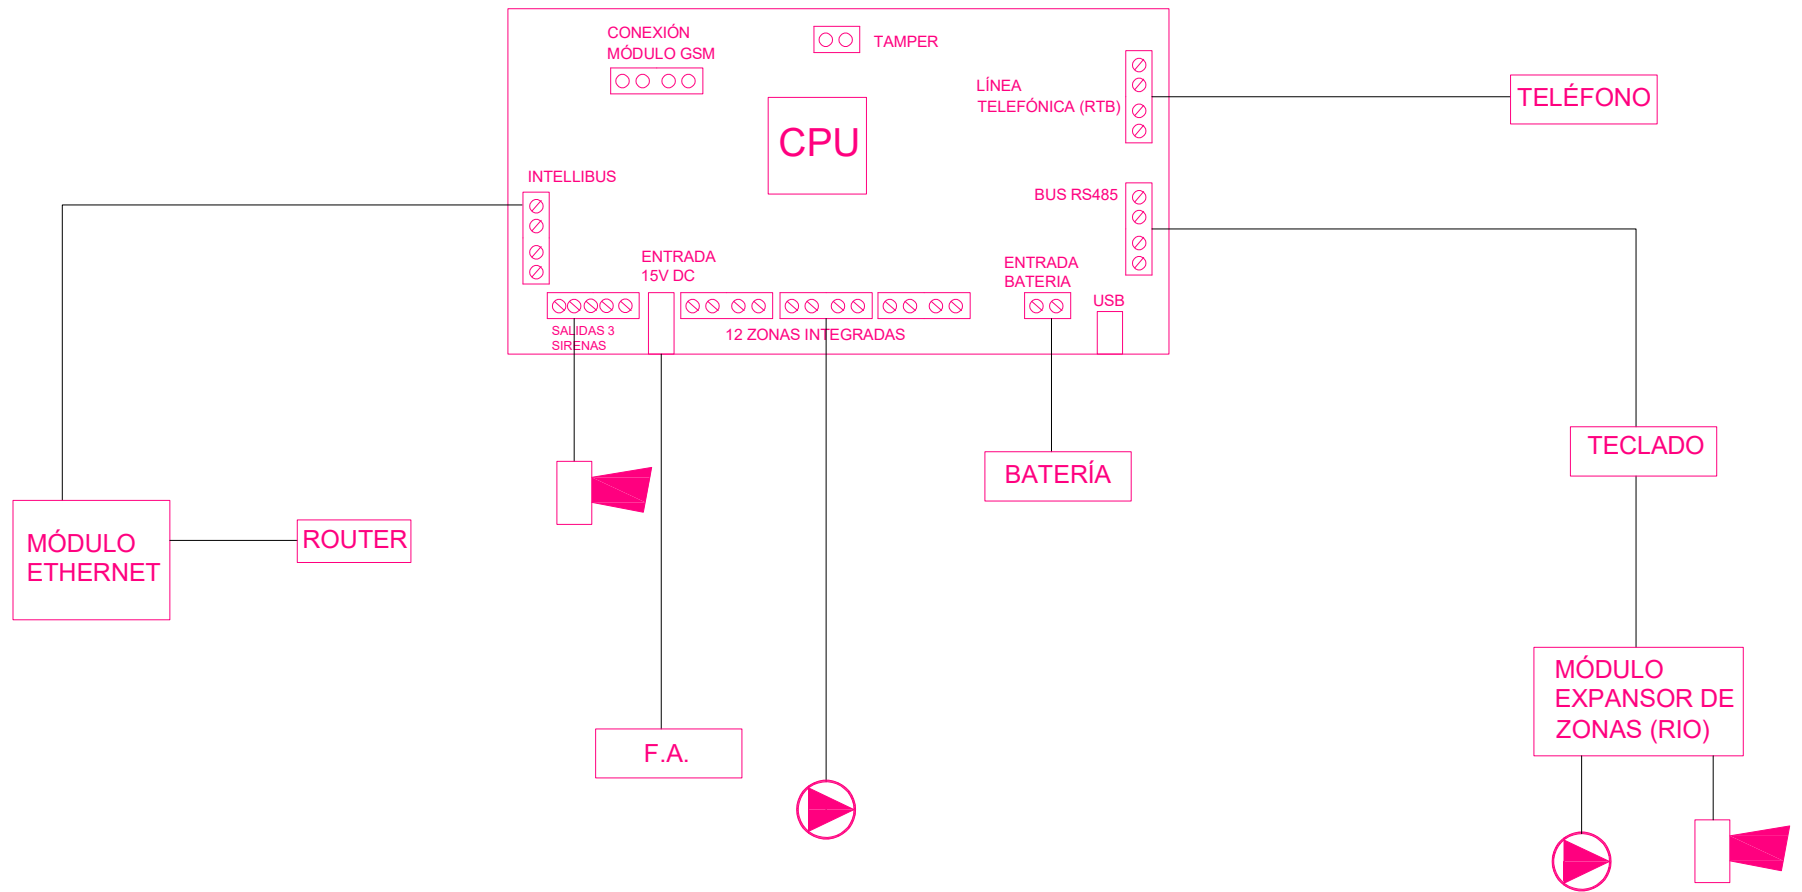 CONEXIÓN
MÓDULO GSM
TAMPER
LÍNEA
TELEFÓNICA (RTB)
TELÉFONO
CPU
INTELLIBUS
BUS RS485
ENTRADA
15V DC
ENTRADA
BATERIA
USB
SALIDAS 3
SIRENAS
12 ZONAS INTEGRADAS
TECLADO
BATERÍA
MÓDULO
ETHERNET
ROUTER
MÓDULO
EXPANSOR DE
ZONAS (RIO)
F.A.